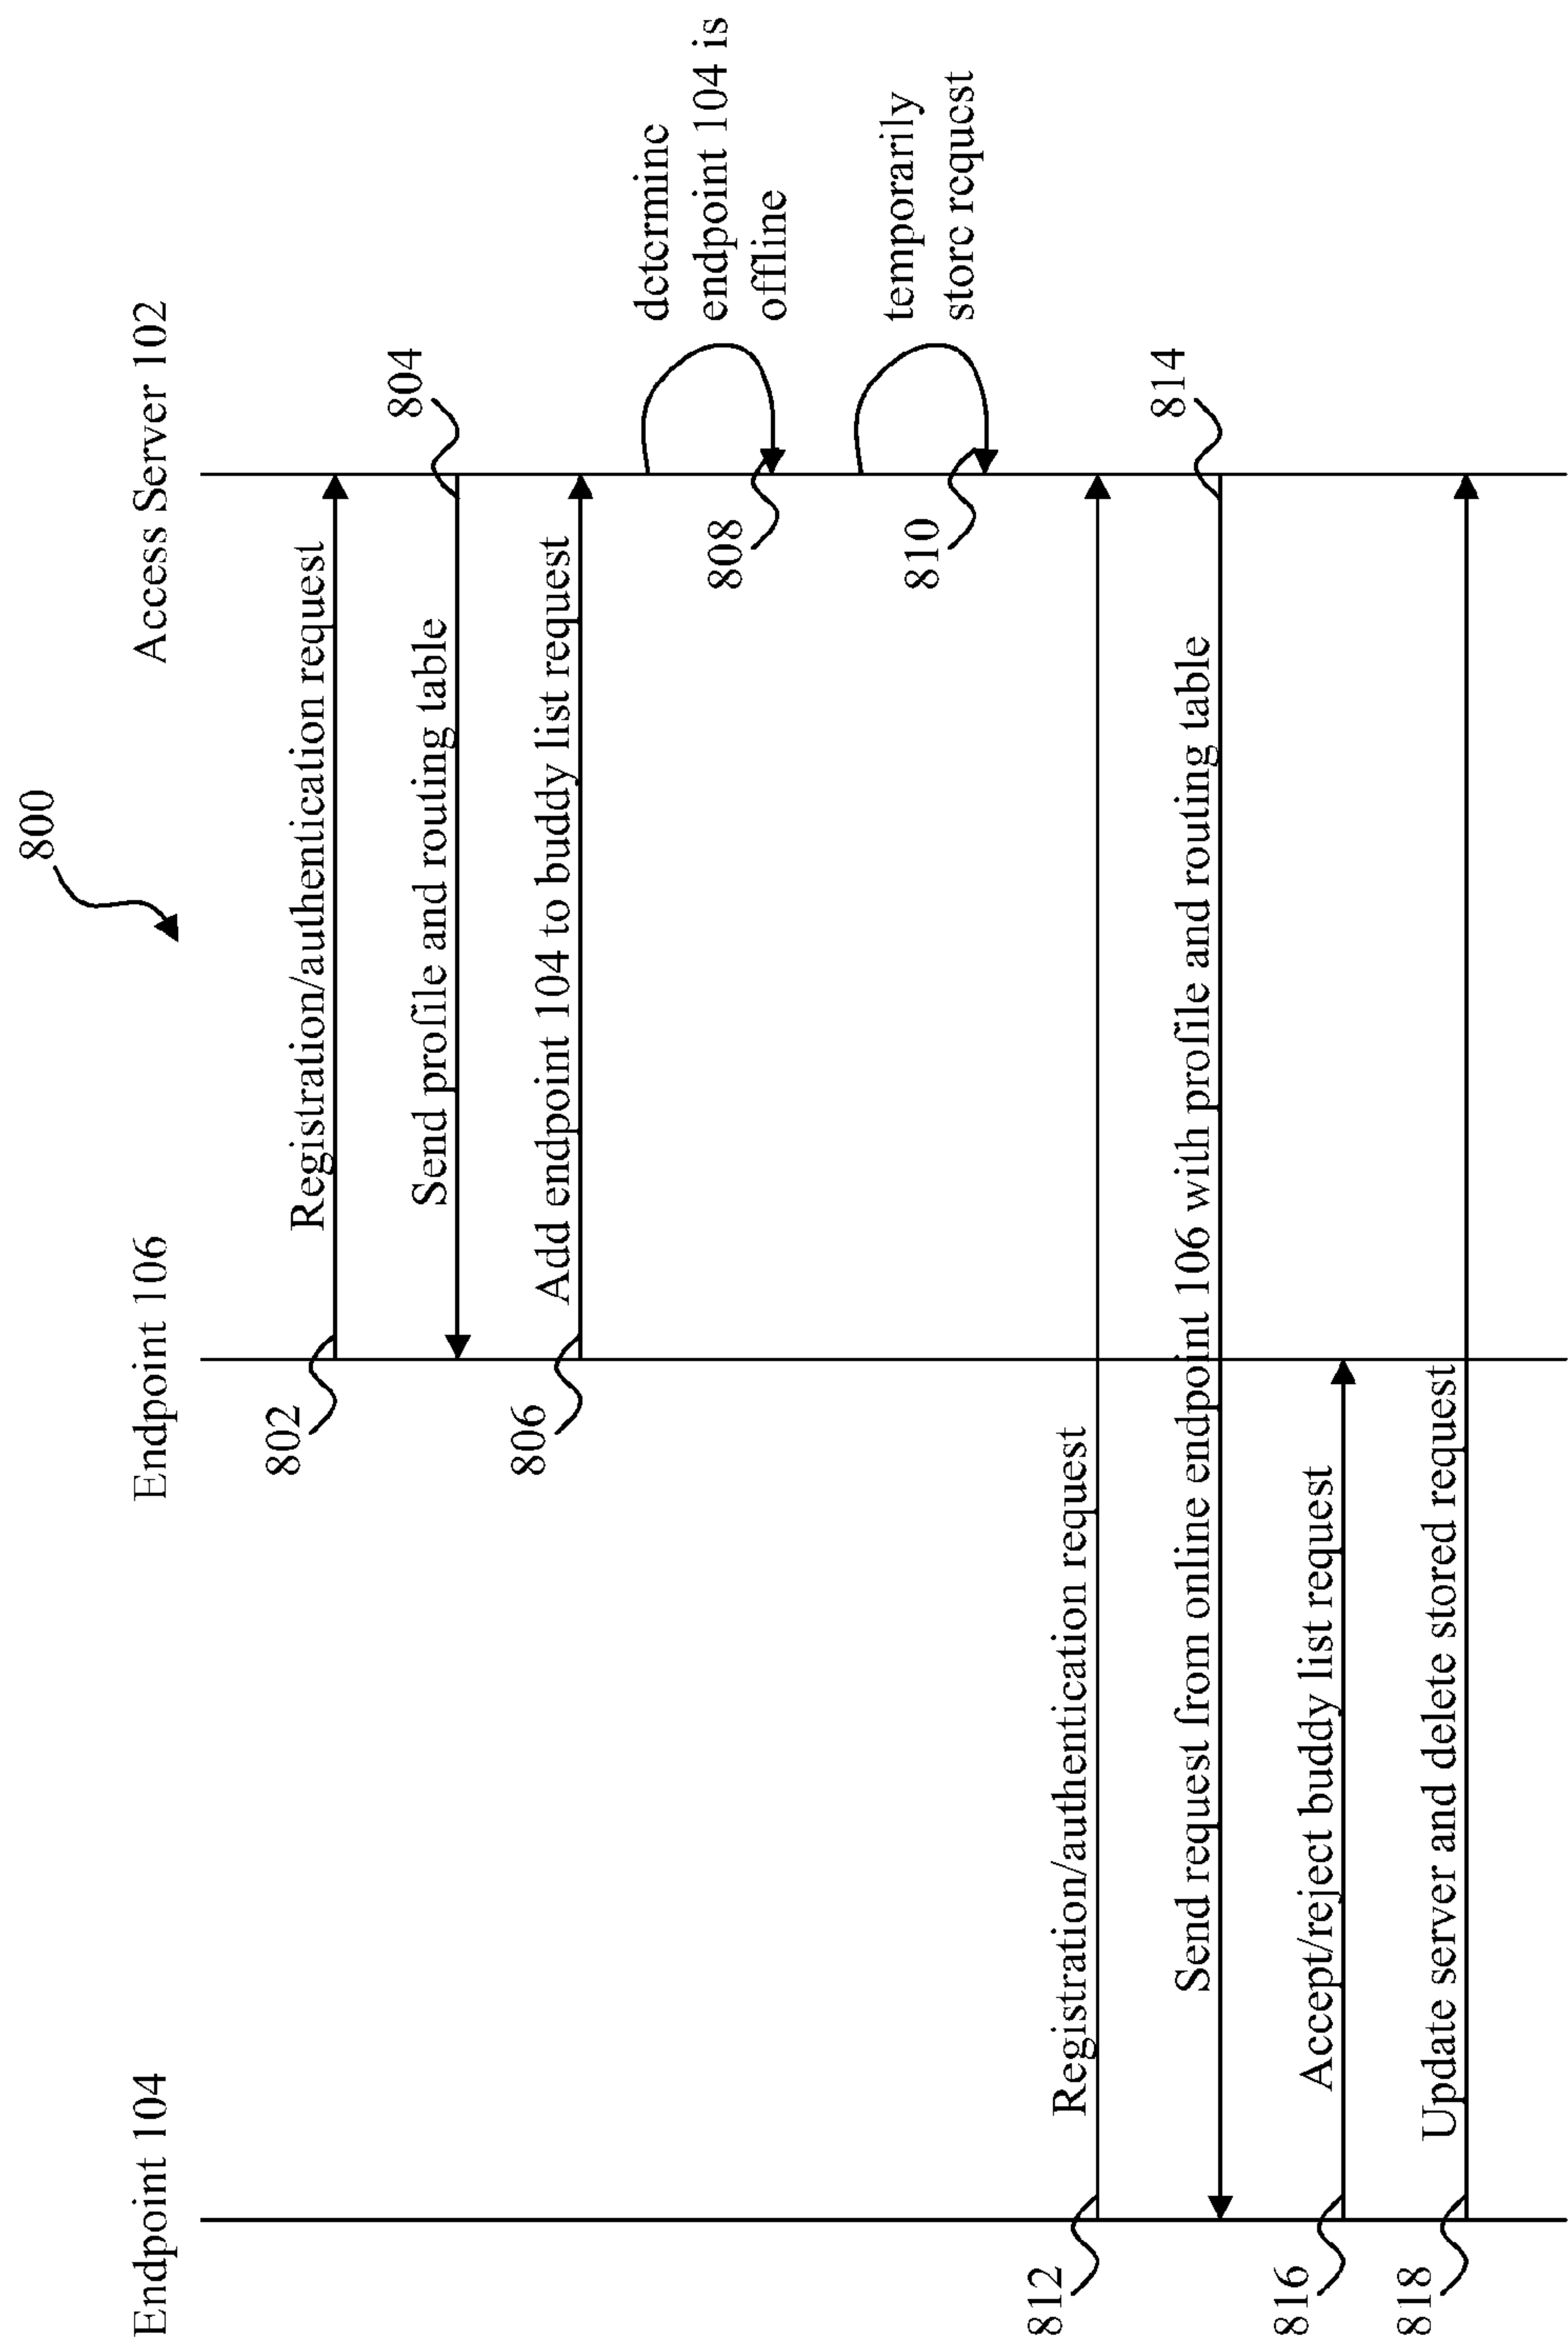 800
Endpoint 104
Endpoint 106
Access Server 102
802
Registration/authentication request
Send profile and routing table
804
806
Add endpoint 104 to buddy list request
808
determine
endpoint 104 is
offline
810
temporarily
store request
812
Registration/authentication request
Send request from online endpoint 106 with profile and routing table
814
816
Accept/reject buddy list request
818
Update server and delete stored request